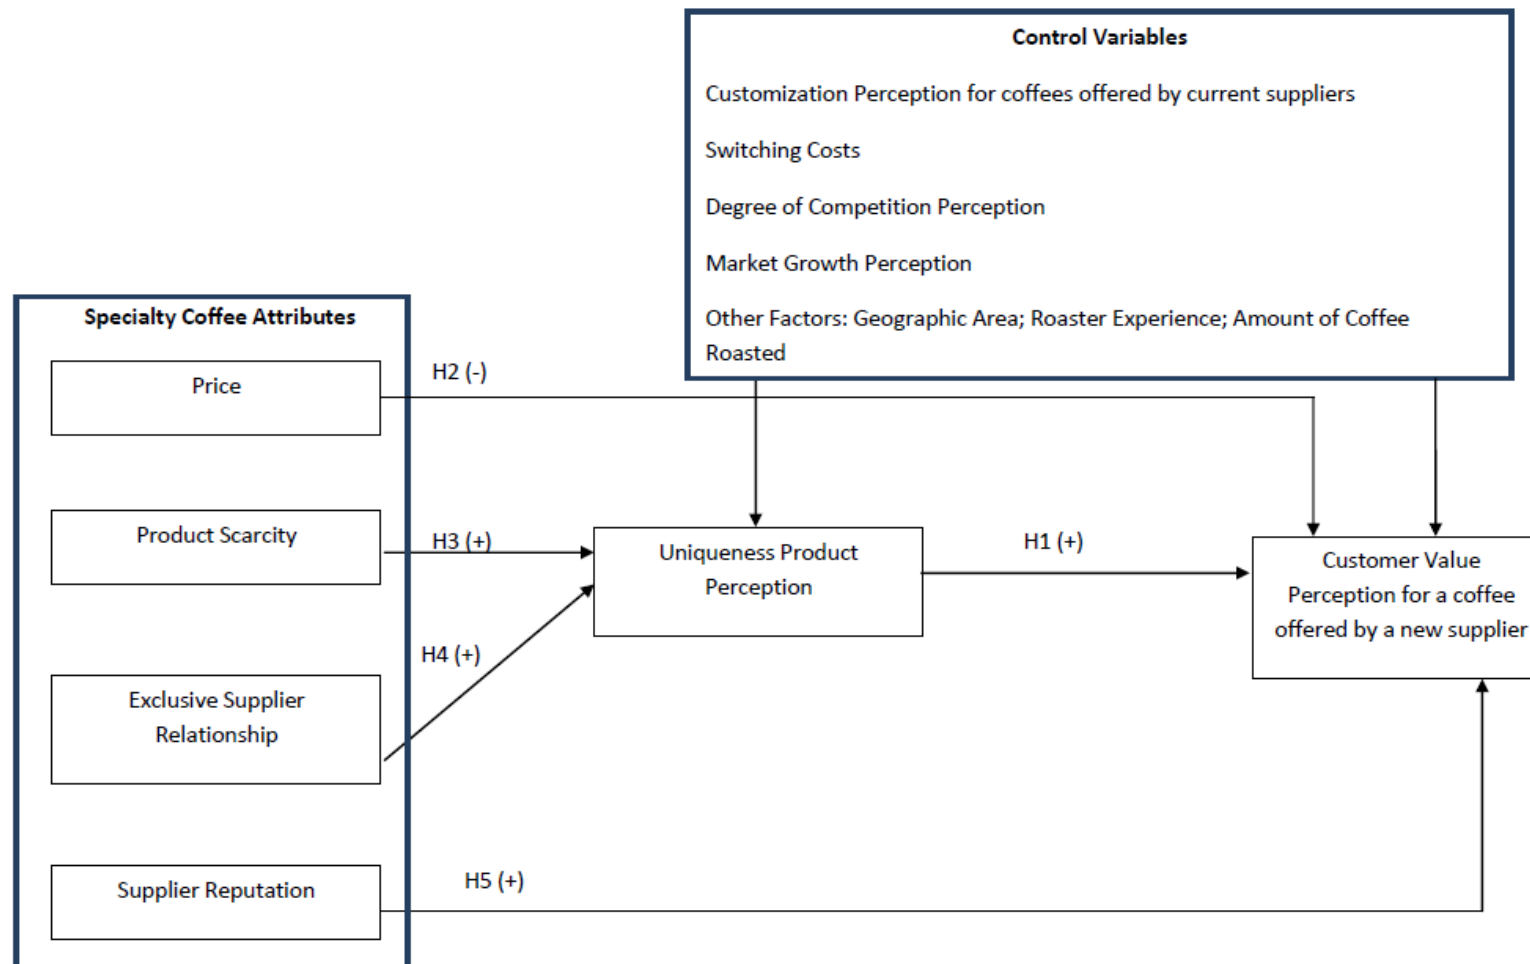 Control Variables
Customization Perception for coffees offered by current suppliers
Switching Costs
Degree of Competition Perception
Market Growth Perception
Other Factors: Geographic Area; Roaster Experience; Amount of Coffee
Roasted
Specialty Coffee Attributes
Price
H2 (-)
Product Scarcity
H3 (+)
Uniqueness Product
Perception
H1 (+)
Customer Value
Perception for a coffee
offered by a new supplier
Exclusive Supplier
Relationship
H4 (+)
Supplier Reputation
H5 (+)